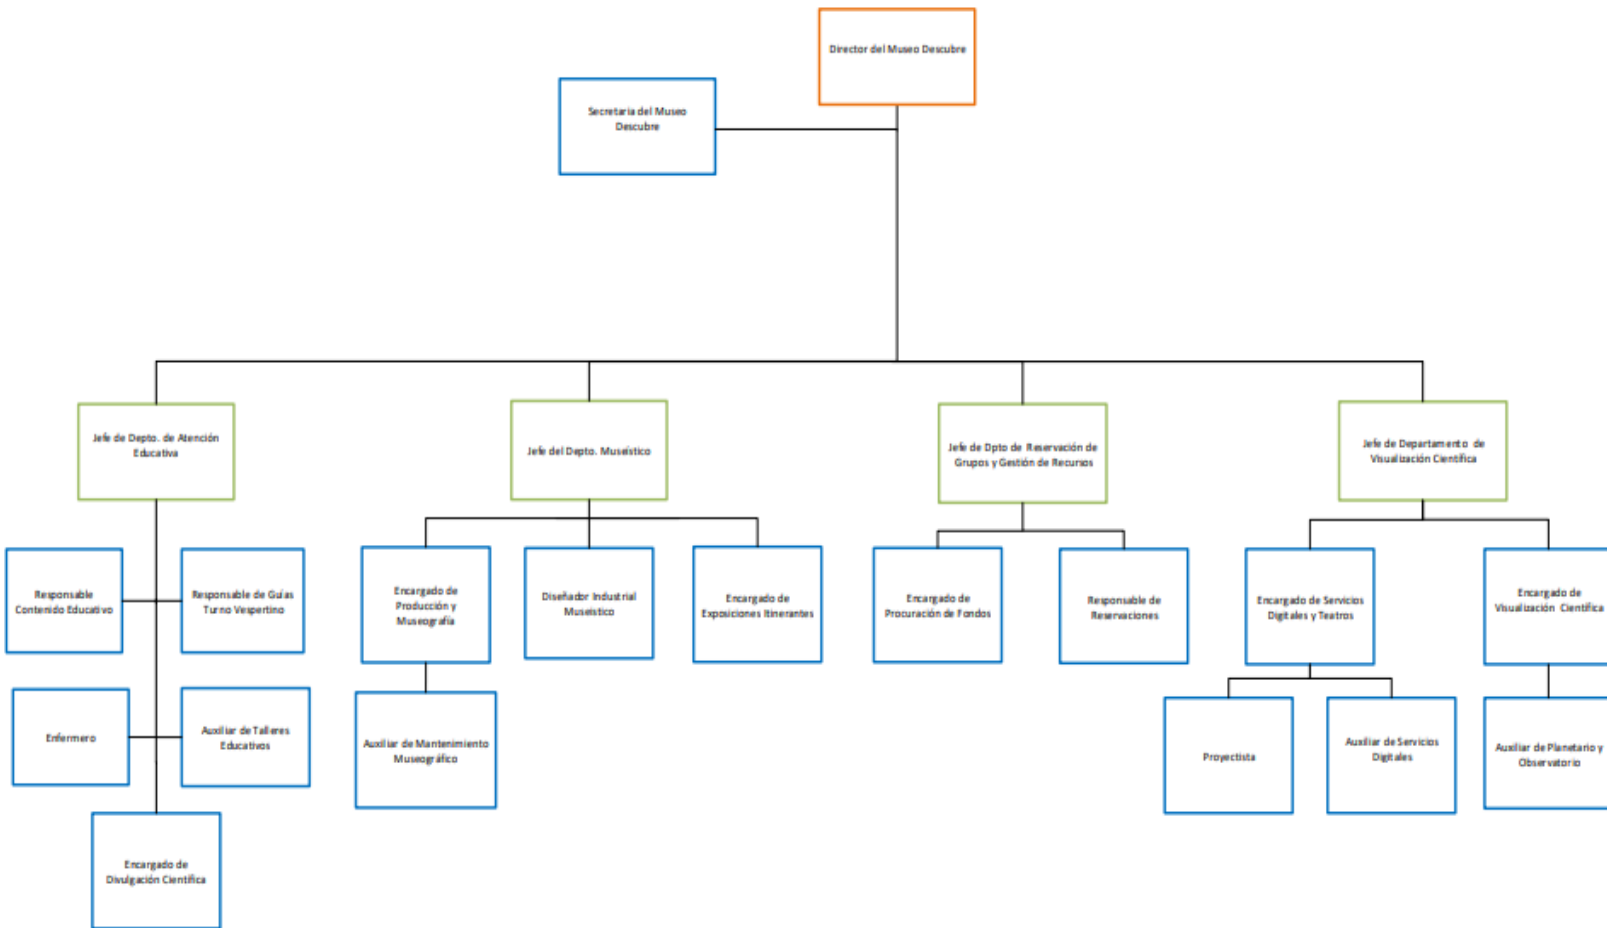 Director del Museo Descubre
Secretaria del Museo
Descubre
Jefe de Depto. de Atención
Educativa
Jefe del Depto. Museístico
Jefe de Dpto de Reservación de
Grupos y Gestión de Recursos
Jefe de Departamento de
Visualización Científica
Responsable
Contenido Educativo
Responsable de Guías
Turno Vespertino
Encargado de
Producción y
Museografía
Diseñador Industrial
Museístico
Encargado de
Exposiciones Itinerantes
Encargado de
Procuración de Fondos
Responsable de
Reservaciones
Encargado de Servicios
Digitales y Teatros
Encargado de
Visualización Científica
Enfermero
Auxiliar de Talleres
Educativos
Auxiliar de Mantenimiento
Museográfico
Proyectista
Auxiliar de Servicios
Digitales
Auxiliar de Planetario y
Observatorio
Encargado de
Divulgación Científica